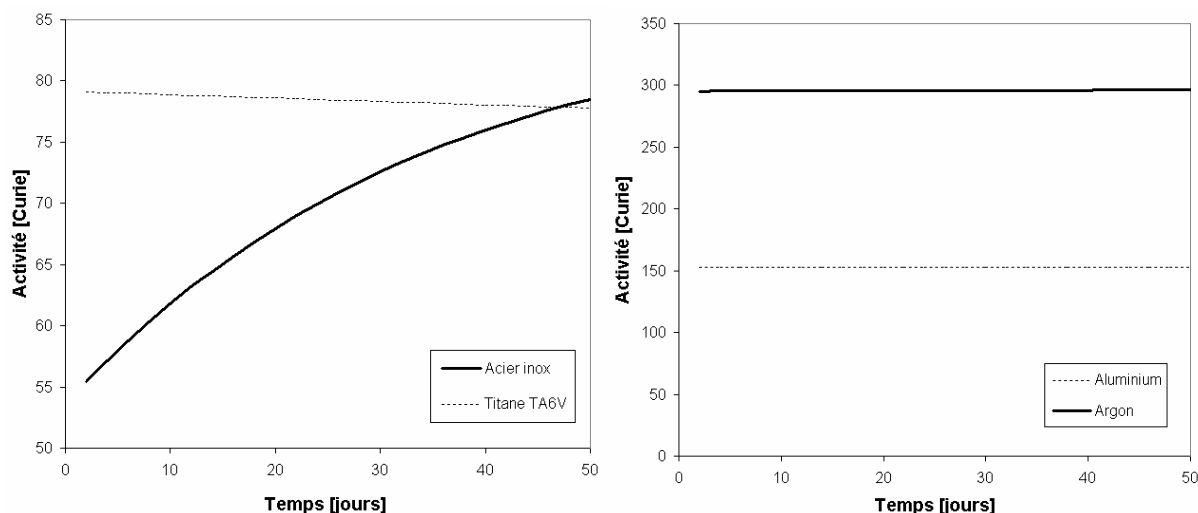 85
80
75
70
65
60
55
50
Activité [Curie]
0 10 20 30 40 50
Temps [jours]
Acier inox
Titane TA6V
350
300
250
200
150
100
50
0
Activité [Curie]
0 10 20 30 40 50
Temps [jours]
Aluminium
Argon